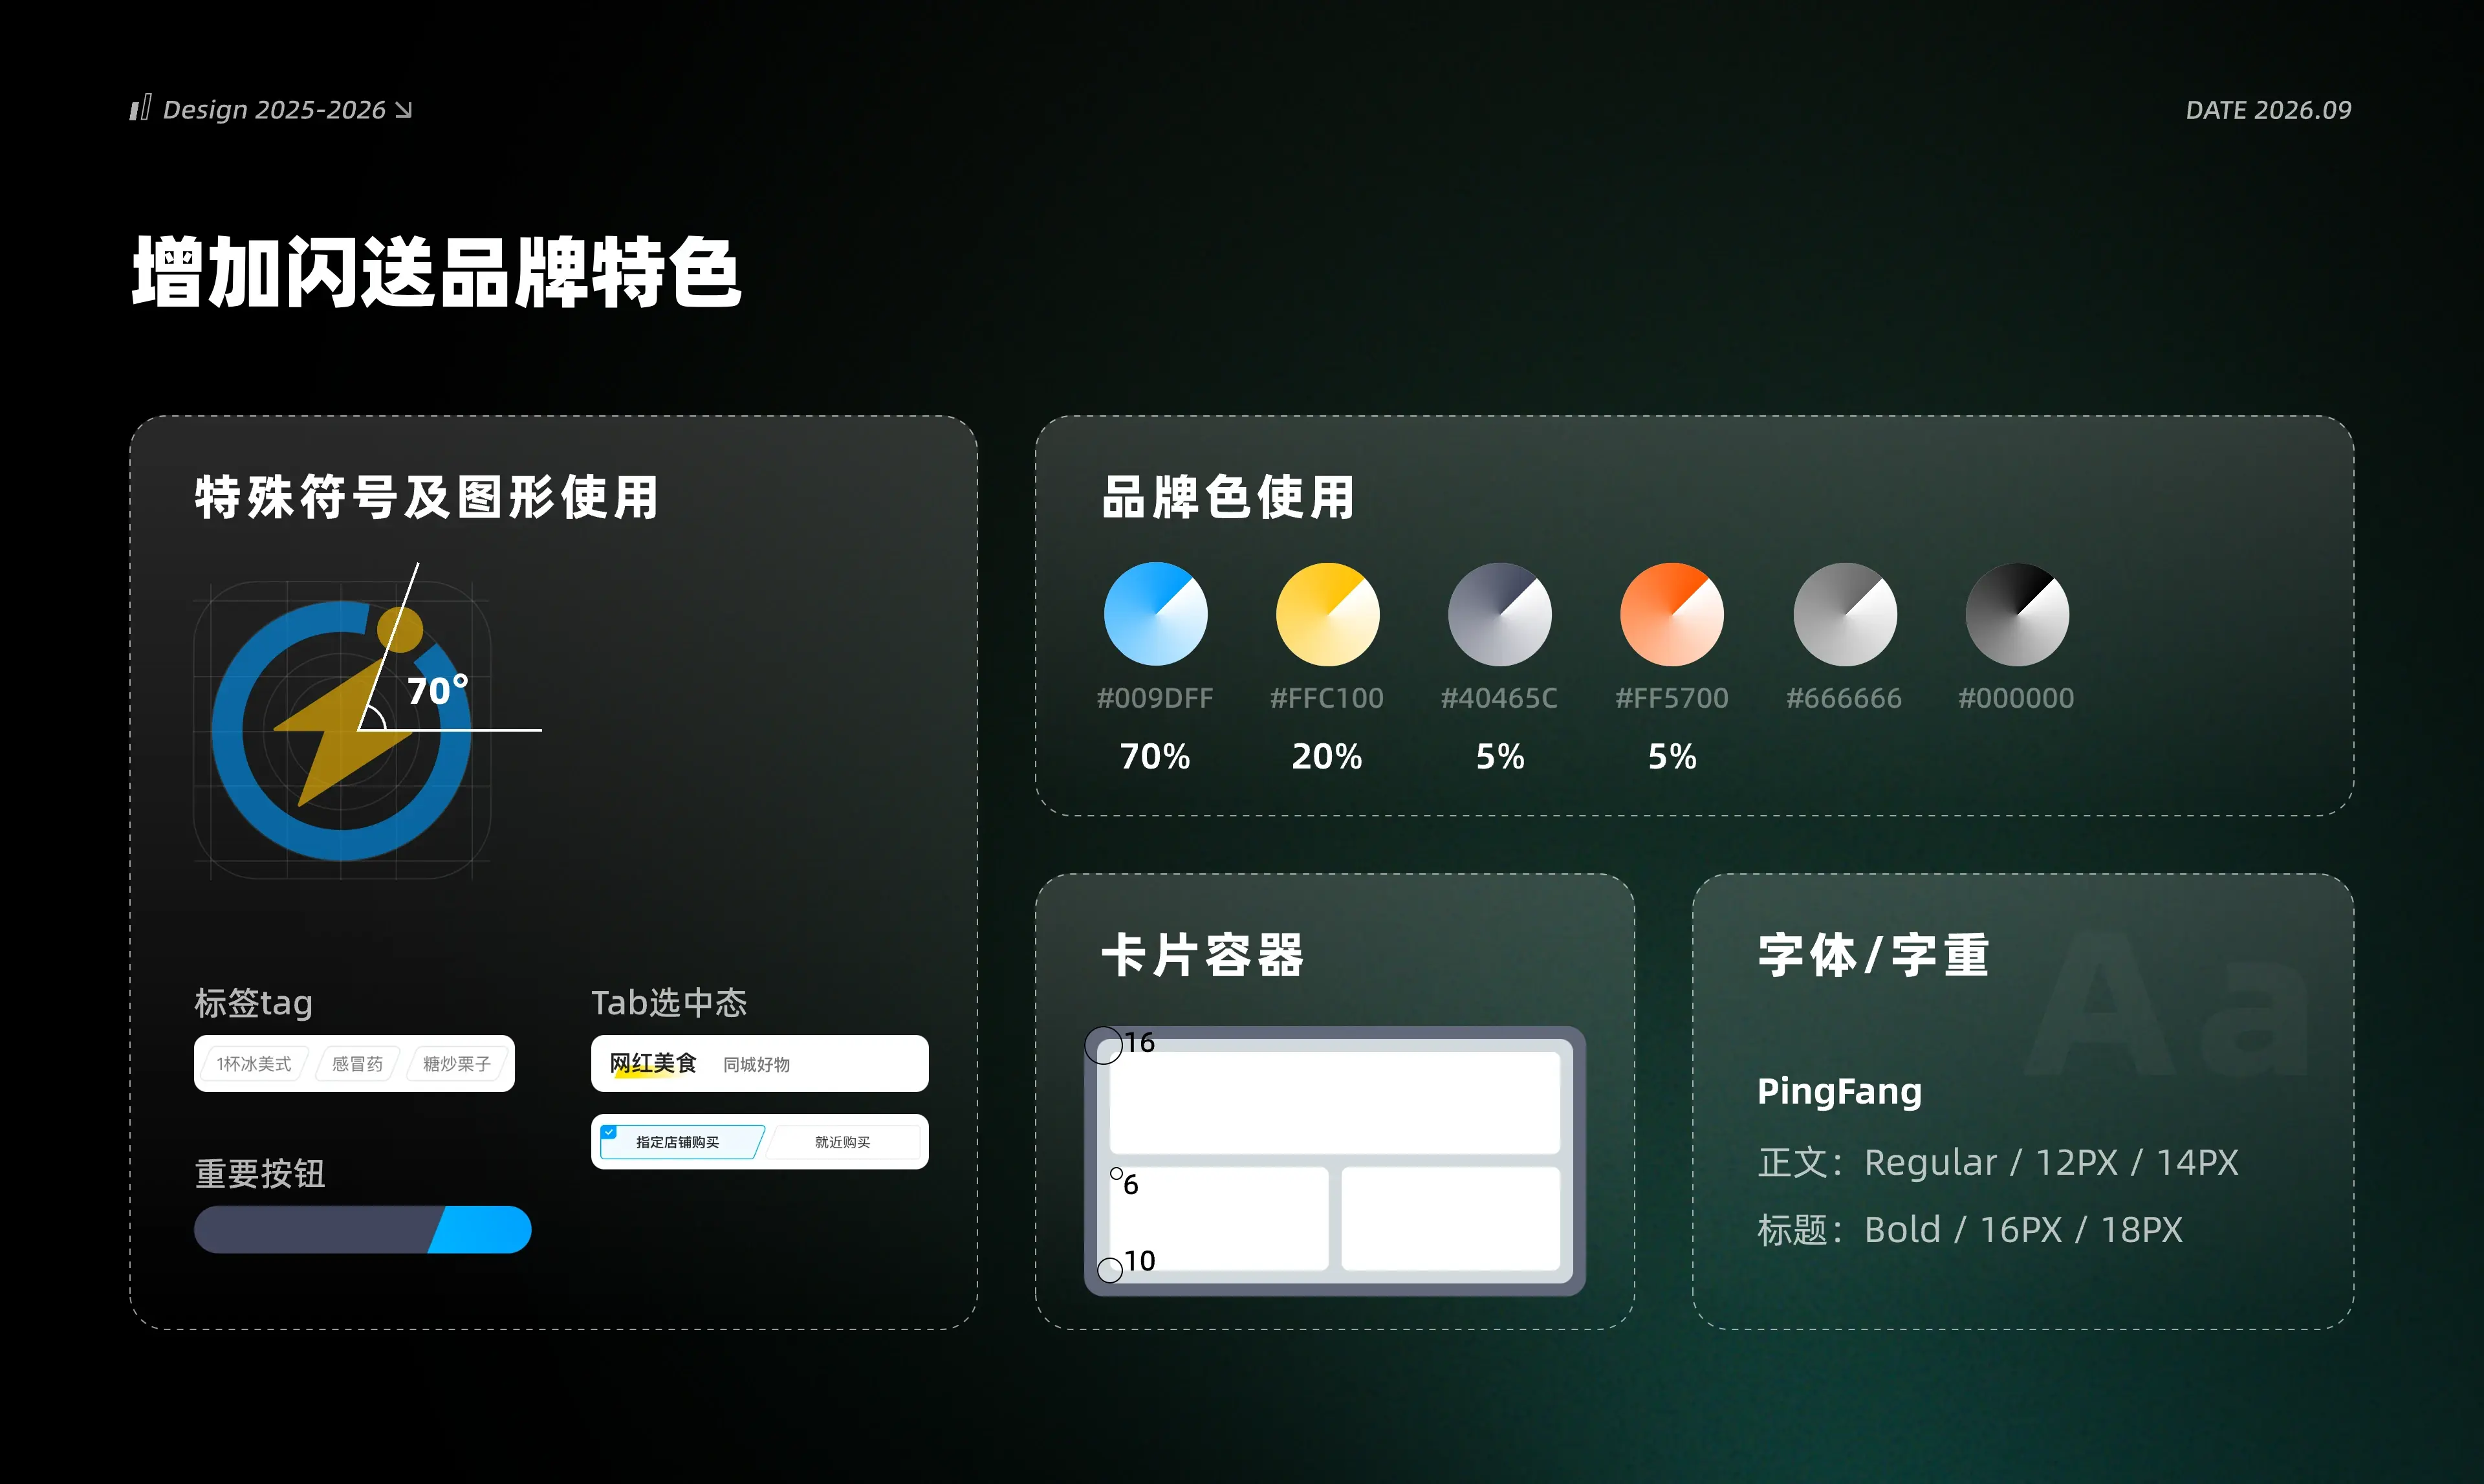 Design 2025-2026
DATE 2026.09
增加闪送品牌特色
特殊符号及图形使用
70°
标签tag
1杯冰美式 感冒药 糖炒栗子
Tab选中态
网红美食 同城好物
指定店铺购买 就近购买
重要按钮
品牌色使用
#009DFF #FFC100 #40465C #FF5700 #666666 #000000
70% 20% 5% 5%
卡片容器
16
6
10
字体/字重
Aa
PingFang
正文：Regular / 12PX / 14PX
标题：Bold / 16PX / 18PX